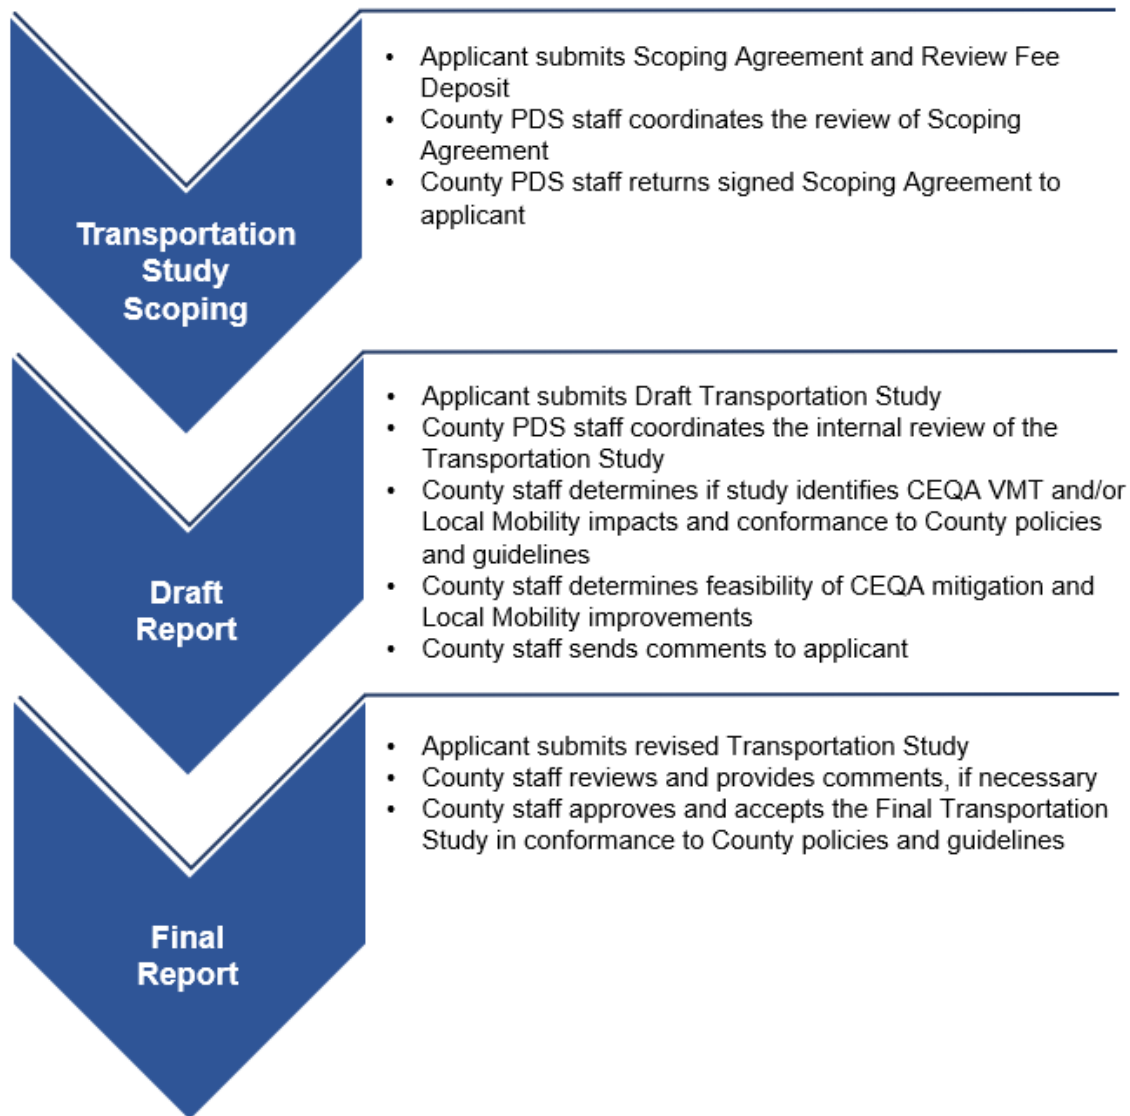 Transportation
Study
Scoping
• Applicant submits Scoping Agreement and Review Fee
Deposit
• County PDS staff coordinates the review of Scoping
Agreement
• County PDS staff returns signed Scoping Agreement to
applicant
Draft
Report
• Applicant submits Draft Transportation Study
• County PDS staff coordinates the internal review of the
Transportation Study
• County staff determines if study identifies CEQA VMT and/or
Local Mobility impacts and conformance to County policies
and guidelines
• County staff determines feasibility of CEQA mitigation and
Local Mobility improvements
• County staff sends comments to applicant
Final
Report
• Applicant submits revised Transportation Study
• County staff reviews and provides comments, if necessary
• County staff approves and accepts the Final Transportation
Study in conformance to County policies and guidelines